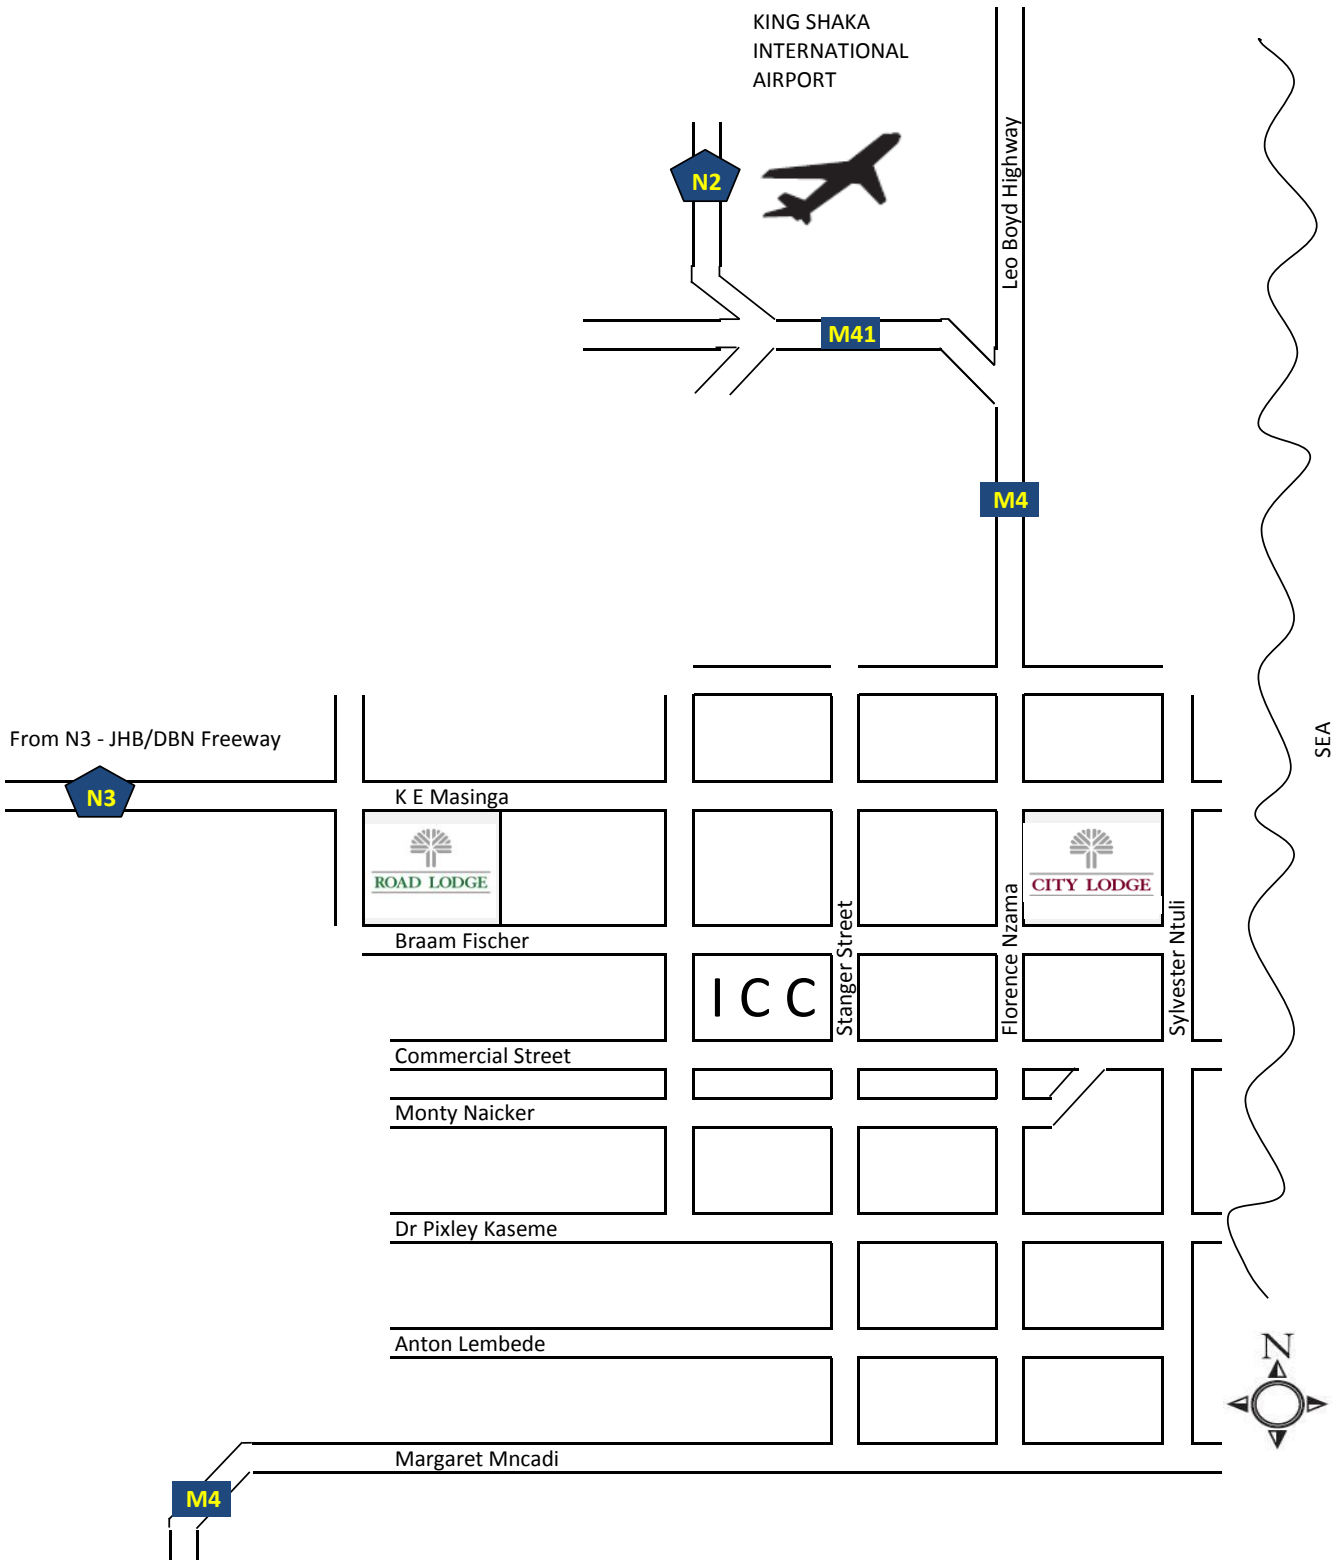 KING SHAKA
INTERNATIONAL
AIRPORT
N2
Leo Boyd Highway
M41
M4
From N3 - JHB/DBN Freeway
SEA
N3
K E Masinga
ROAD LODGE
CITY LODGE
Braam Fischer
Stanger Street
Florence Nzama
Sylvester Ntuli
I C C
Commercial Street
Monty Naicker
Dr Pixley Kaseme
Anton Lembede
N
Margaret Mncadi
M4